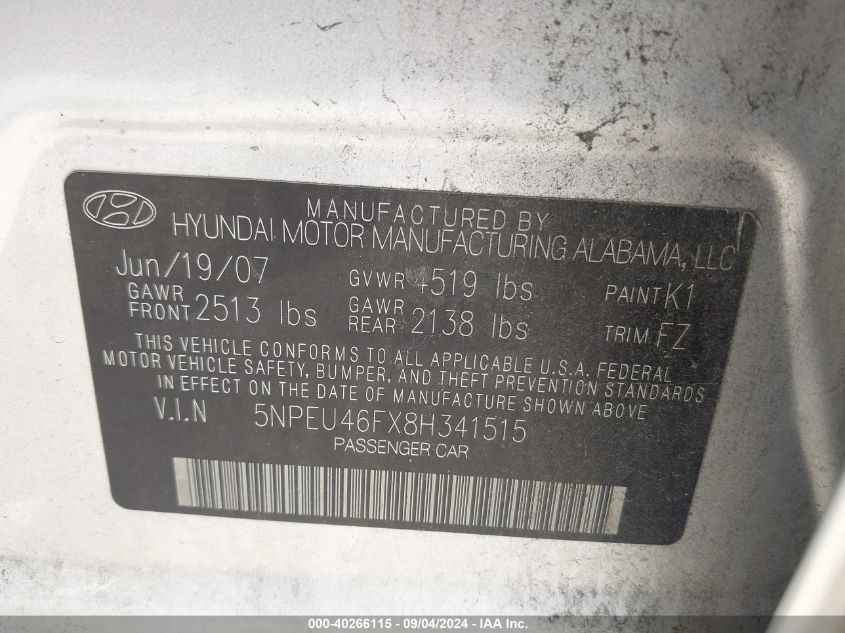 MANUFACTURED BY
HYUNDAI MOTOR MANUFACTURING ALABAMA, LLC
Jun/19/07 GVWR 4519 lbs PAINT K1
GAWR FRONT 2513 lbs GAWR REAR 2138 lbs TRIM FZ
THIS VEHICLE CONFORMS TO ALL APPLICABLE U.S.A. FEDERAL
MOTOR VEHICLE SAFETY, BUMPER, AND THEFT PREVENTION STANDARDS
IN EFFECT ON THE DATE OF MANUFACTURE SHOWN ABOVE
V.I.N 5NPEU46FX8H341515
PASSENGER CAR
000-40266115 - 09/04/2024 - IAA Inc.